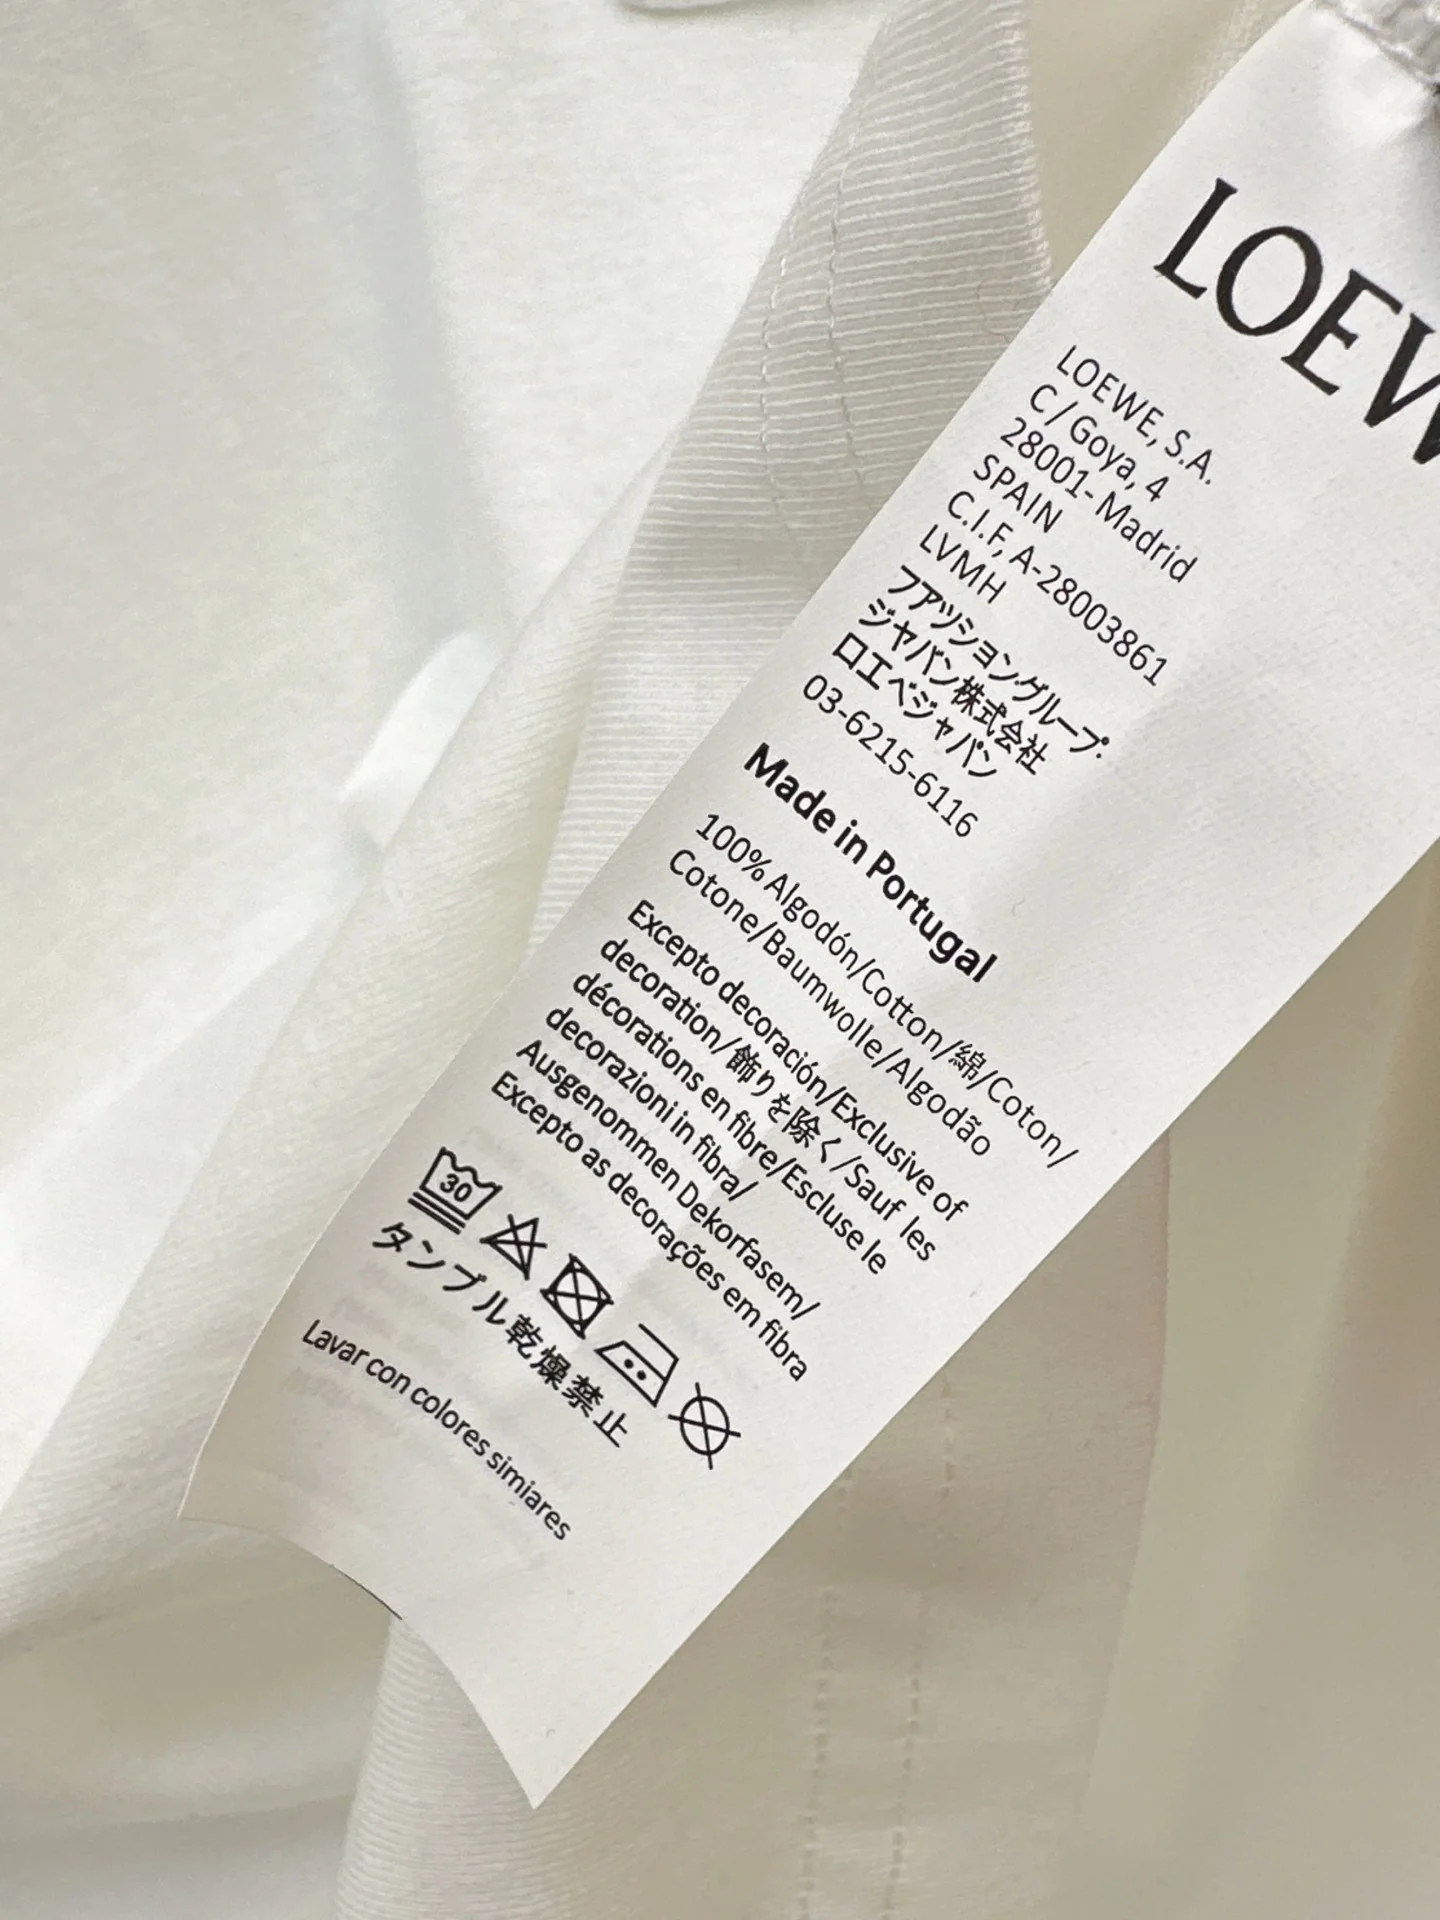 LOEW
LOEWE, S.A.
C/ Goya, 4
28001- Madrid
SPAIN
C.I.F, A-28003861
LVMH
フアツショングループ.
ジヤバン株式会社
ロエベジャパン
03-6215-6116
Made in Portugal
100% Algodón/Cotton/綿/Coton/
Cotone/Baumwolle/Algodão
Excepto decoración/Exclusive of
decoration/飾りを除く/Sauf les
décorations en fibre/Escluse le
decorazioni in fibra/
Ausgenommen Dekorfasem/
Excepto as decorações em fibra
30
タンブル乾燥禁止
Lavar con colores simiares